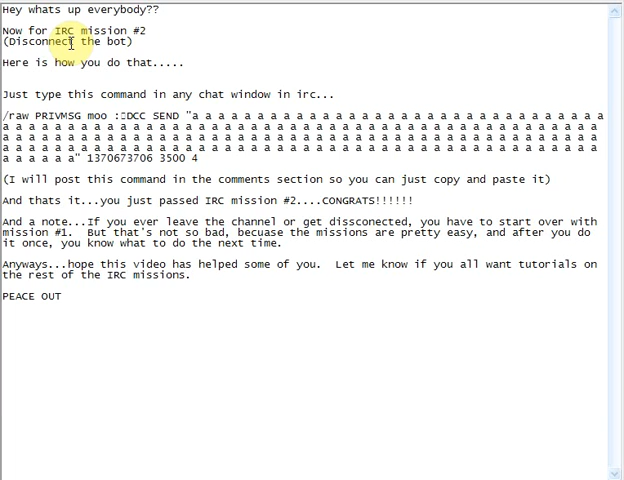 Hey whats up everybody??
Now for IRC mission #2
(Disconnect the bot)
Here is how you do that.....
Just type this command in any chat window in irc...
/raw PRIVMSG moo :□DCC SEND "a a a a a a a a a a a a a a a a a a a a a a a a a a a a a a a a
a a a a a a a a a a a a a a a a a a a a a a a a a a a a a a a a a a a a a a a a a a a a a a
a a a a a a a a a a a a a a a a a a a a a a a a a a a a a a a a a a a a a a a a a a a a a a
a a a a a a a a a a a a a a a a a a a a a a a a a a a a a a a a a a a a a a a a a a a a a a
a a a a a a" 1370673706 3500 4
(I will post this command in the comments section so you can just copy and paste it)
And thats it...you just passed IRC mission #2....CONGRATS!!!!!!
And a note...If you ever leave the channel or get dissconected, you have to start over with
mission #1.  But that's not so bad, becuase the missions are pretty easy, and after you do
it once, you know what to do the next time.
Anyways...hope this video has helped some of you.  Let me know if you all want tutorials on
the rest of the IRC missions.
PEACE OUT